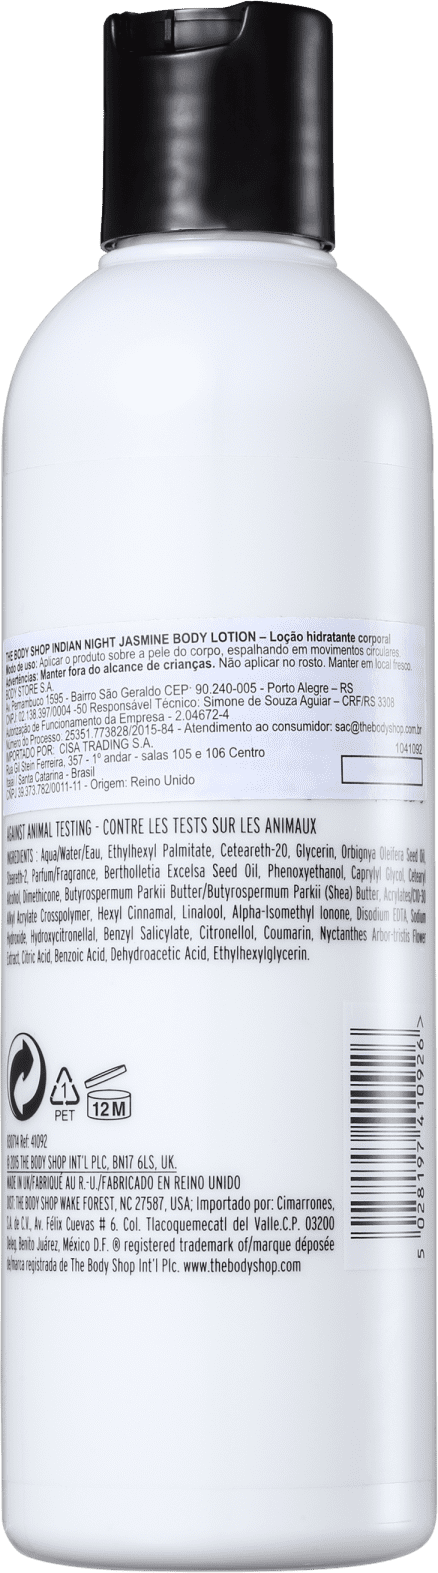 THE BODY SHOP INDIAN NIGHT JASMINE BODY LOTION – Loção hidratante corporal
Modo de uso: Aplicar o produto sobre a pele do corpo, espalhando em movimentos circulares.
Advertências: Manter fora do alcance de crianças. Não aplicar no rosto. Manter em local fresco.
BODY STORE S.A.
Av. Pernambuco 1595 - Bairro São Geraldo CEP: 90.240-005 - Porto Alegre – RS
CNPJ: 02.138.397/0004 -50 Responsável Técnico: Simone de Souza Aguiar – CRF/RS 3308
Autorização de Funcionamento da Empresa - 2.04672-4
Número do Processo. 25351.773828/2015-84 - Atendimento ao consumidor: sac@thebodyshop.com.br
IMPORTADO POR: CISA TRADING S.A.
Rua Gil Stein Ferreira, 357 - 1º andar - salas 105 e 106 Centro
1041092
Itajaí / Santa Catarina - Brasil
CNPJ 39.373.782/0011-11 - Origem: Reino Unido
AGAINST ANIMAL TESTING - CONTRE LES TESTS SUR LES ANIMAUX
INGREDIENTS : Aqua/Water/Eau, Ethylhexyl Palmitate, Ceteareth-20, Glycerin, Orbignya Oleifera Seed Oil,
Steareth-2, Parfum/Fragrance, Bertholletia Excelsa Seed Oil, Phenoxyethanol, Caprylyl Glycol, Cetearyl
Alcohol, Dimethicone, Butyrospermum Parkii Butter/Butyrospermum Parkii (Shea) Butter, Acrylates/C10-30
Alkyl Acrylate Crosspolymer, Hexyl Cinnamal, Linalool, Alpha-Isomethyl Ionone, Disodium EDTA, Sodium
Hydroxide, Hydroxycitronellal, Benzyl Salicylate, Citronellol, Coumarin, Nyctanthes Arbor-tristis Flower
Extract, Citric Acid, Benzoic Acid, Dehydroacetic Acid, Ethylhexylglycerin.
1
PET
12 M
Ref: 41092
THE BODY SHOP INT'L PLC, BN17 6LS, UK.
MADE IN UK/FABRIQUÉ AU R.-U./FABRICADO EN REINO UNIDO
DIST: THE BODY SHOP WAKE FOREST, NC 27587, USA; Importado por: Cimarrones,
S.A. de C.V., Av. Félix Cuevas # 6. Col. Tlacoquemecatl del Valle.C.P. 03200
Deleg. Benito Juárez, México D.F. ® registered trademark of/marque déposée
de/marca registrada de The Body Shop Int'l Plc. www.thebodyshop.com
5 028197 410926 >